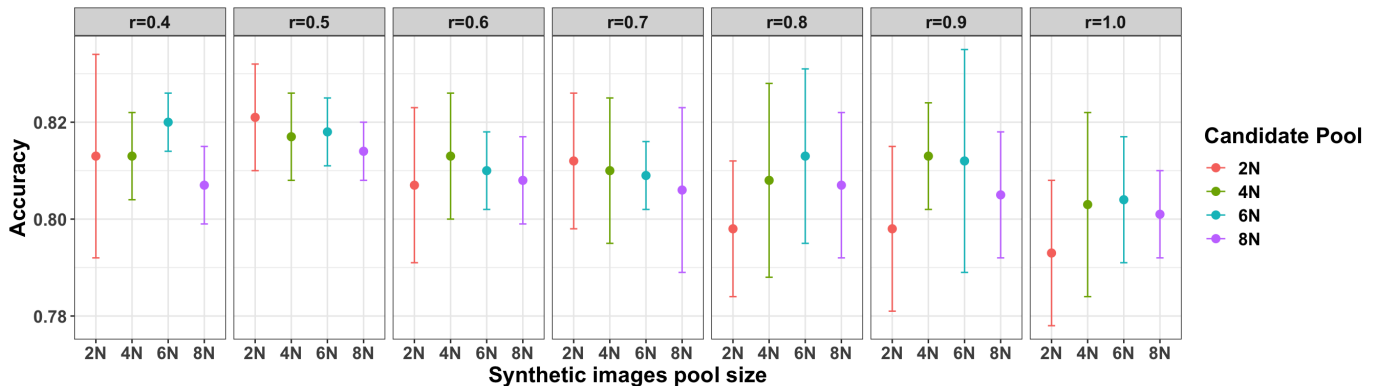 r=0.4 r=0.5 r=0.6 r=0.7 r=0.8 r=0.9 r=1.0
Accuracy
0.82
0.80
0.78
2N 4N 6N 8N 2N 4N 6N 8N 2N 4N 6N 8N 2N 4N 6N 8N 2N 4N 6N 8N 2N 4N 6N 8N 2N 4N 6N 8N
Synthetic images pool size
Candidate Pool
2N
4N
6N
8N